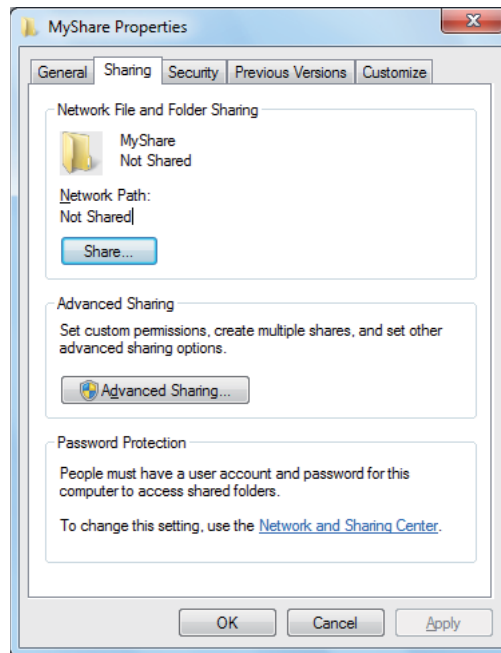 MyShare Properties
General Sharing Security Previous Versions Customize
Network File and Folder Sharing
MyShare
Not Shared
Network Path:
Not Shared
Share...
Advanced Sharing
Set custom permissions, create multiple shares, and set other
advanced sharing options.
Advanced Sharing...
Password Protection
People must have a user account and password for this
computer to access shared folders.
To change this setting, use the Network and Sharing Center.
OK Cancel Apply